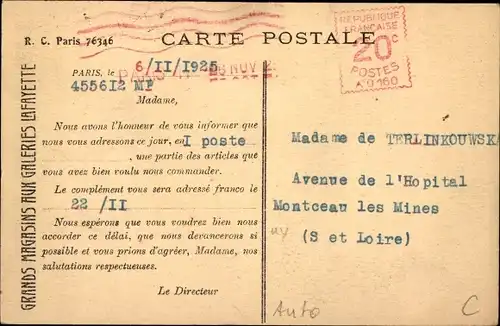 R. C. Paris 76346
CARTE POSTALE
GRANDS MAGASINS AUX GALERIES LAFAYETTE
PARIS, le 6/II/1925
455612 MP
Madame,
Nous avons l'honneur de vous informer que
nous vous adressons ce jour, en I poste
, une partie des articles que
vous avez bien voulu nous commander.
Le complément vous sera adressé franco le
22 /II
Nous espérons que vous voudrez bien nous
accorder ce délai, que nous devancerons si
possible et vous prions d'agréer, Madame, nos
salutations respectueuses.
Le Directeur
RÉPUBLIQUE
FRANÇAISE
20c
POSTES
A 0160
Madame de TERLINKOUWSKA
Avenue de l'Hopital
Montceau les Mines
(S et Loire)
Auto
C